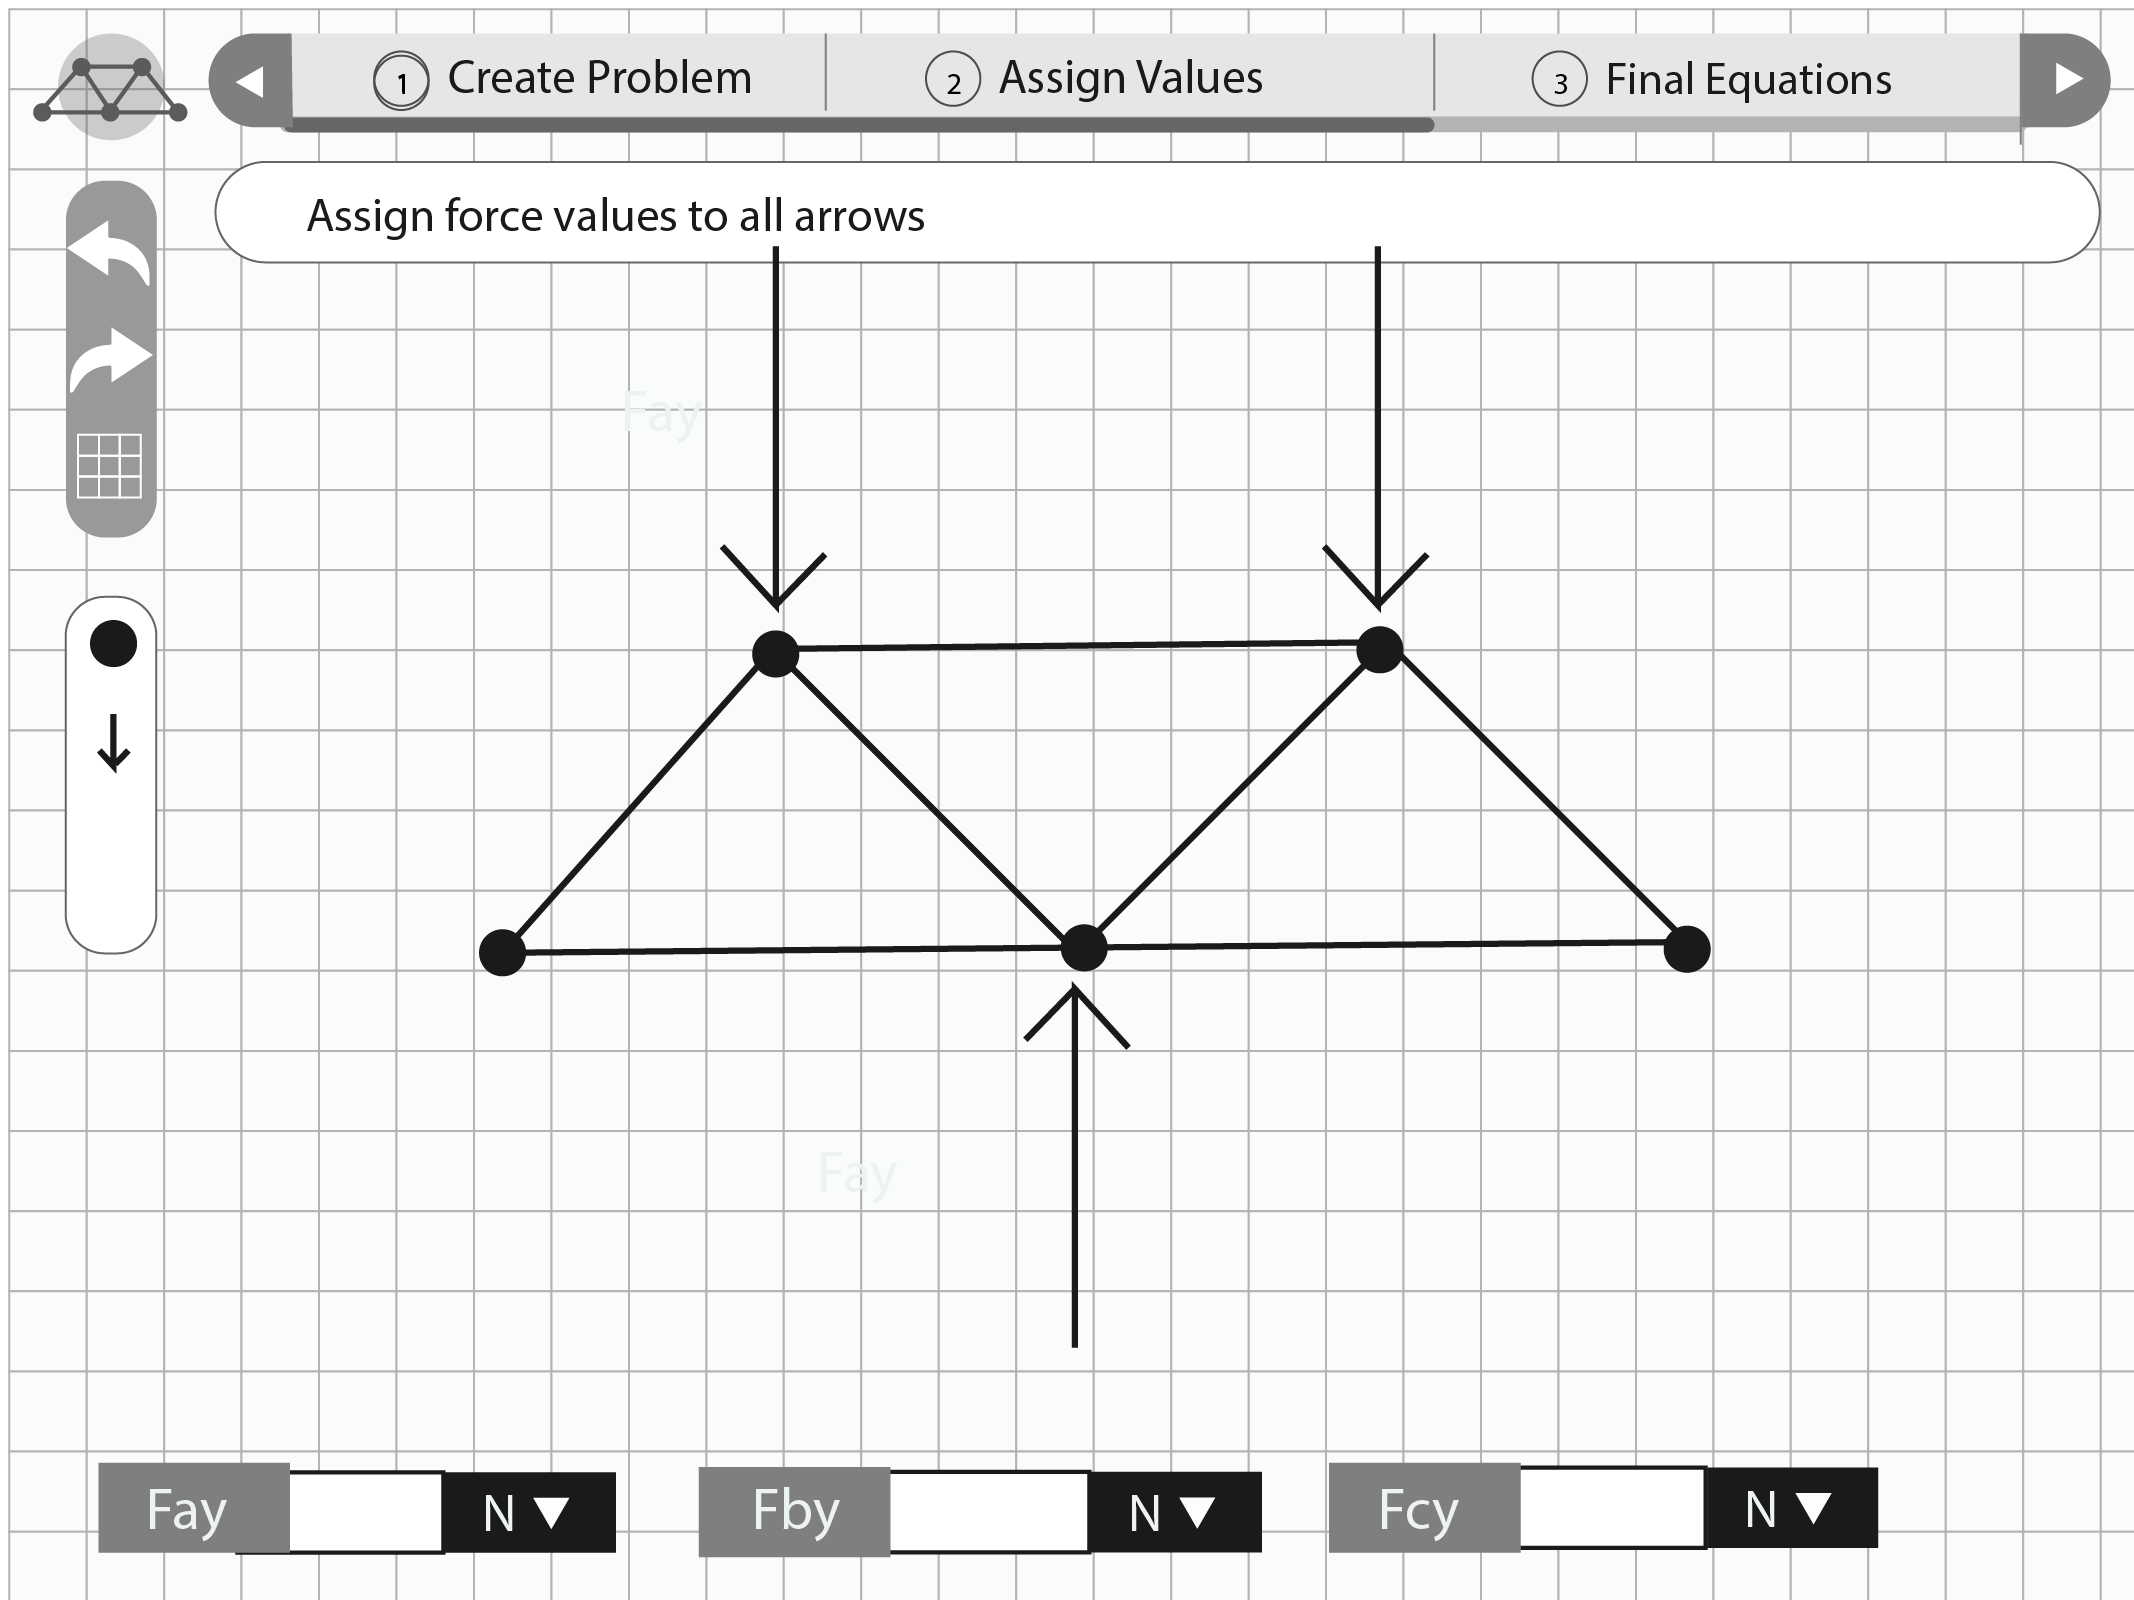 1 Create Problem
2 Assign Values
3 Final Equations
Assign force values to all arrows
Fay
Fay
Fay N
Fby N
Fcy N